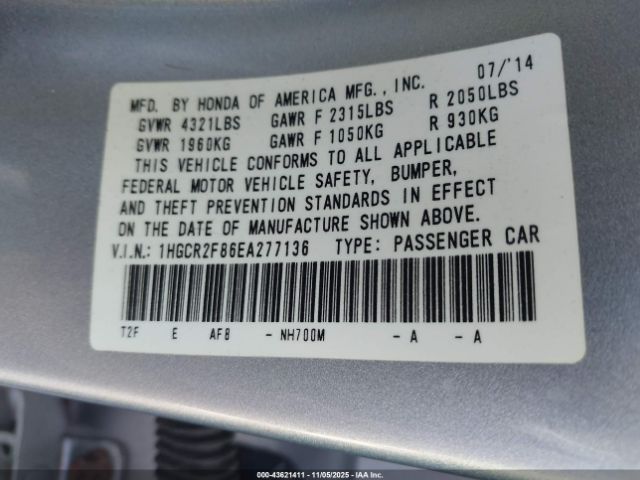 MFD. BY HONDA OF AMERICA MFG., INC. 07/'14
GVWR 4321LBS GAWR F 2315LBS R 2050LBS
GVWR 1960KG GAWR F 1050KG R 930KG
THIS VEHICLE CONFORMS TO ALL APPLICABLE
FEDERAL MOTOR VEHICLE SAFETY, BUMPER,
AND THEFT PREVENTION STANDARDS IN EFFECT
ON THE DATE OF MANUFACTURE SHOWN ABOVE.
V.I.N.: 1HGCR2F86EA277136 TYPE: PASSENGER CAR
T2F E AF8 - NH700M - A - A
000-43621411 - 11/05/2025 - IAA Inc.